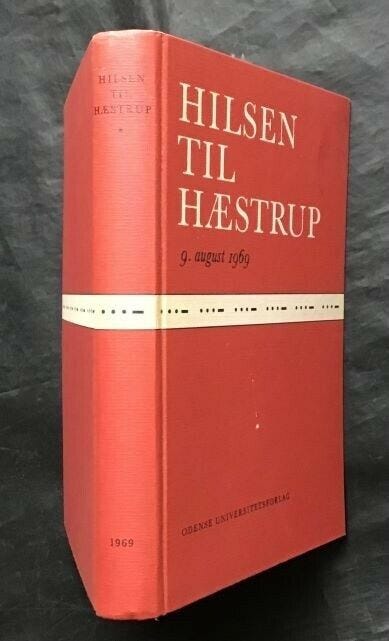 HILSEN
TIL
HÆSTRUP
1969
HILSEN
TIL
HÆSTRUP
9. august 1969
ODENSE UNIVERSITETSFORLAG